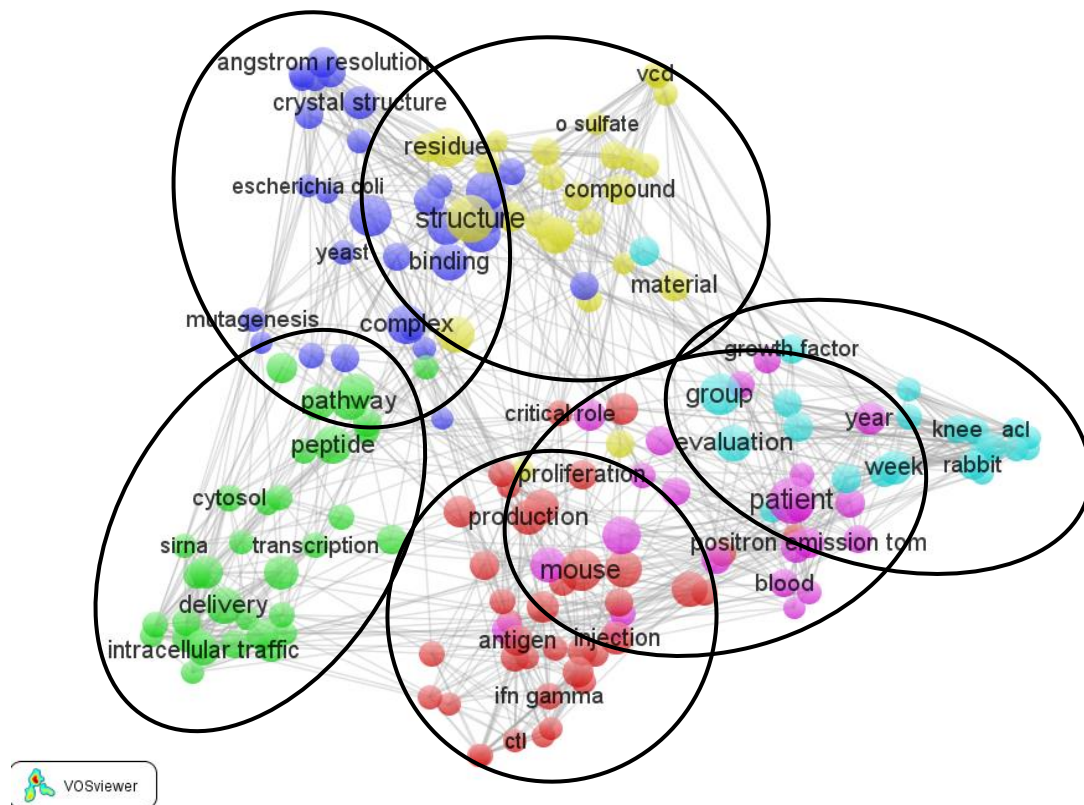 angstrom resolution
vcd
crystal structure
o sulfate
residue
escherichia coli
compound
structure
yeast
binding
material
mutagenesis
complex
growth factor
pathway
group
critical role
year
peptide
evaluation
knee
acl
proliferation
week
rabbit
cytosol
patient
production
sirna
transcription
positron emission tom
mouse
blood
delivery
antigen
injection
intracellular traffic
ifn gamma
ctl
VOSviewer